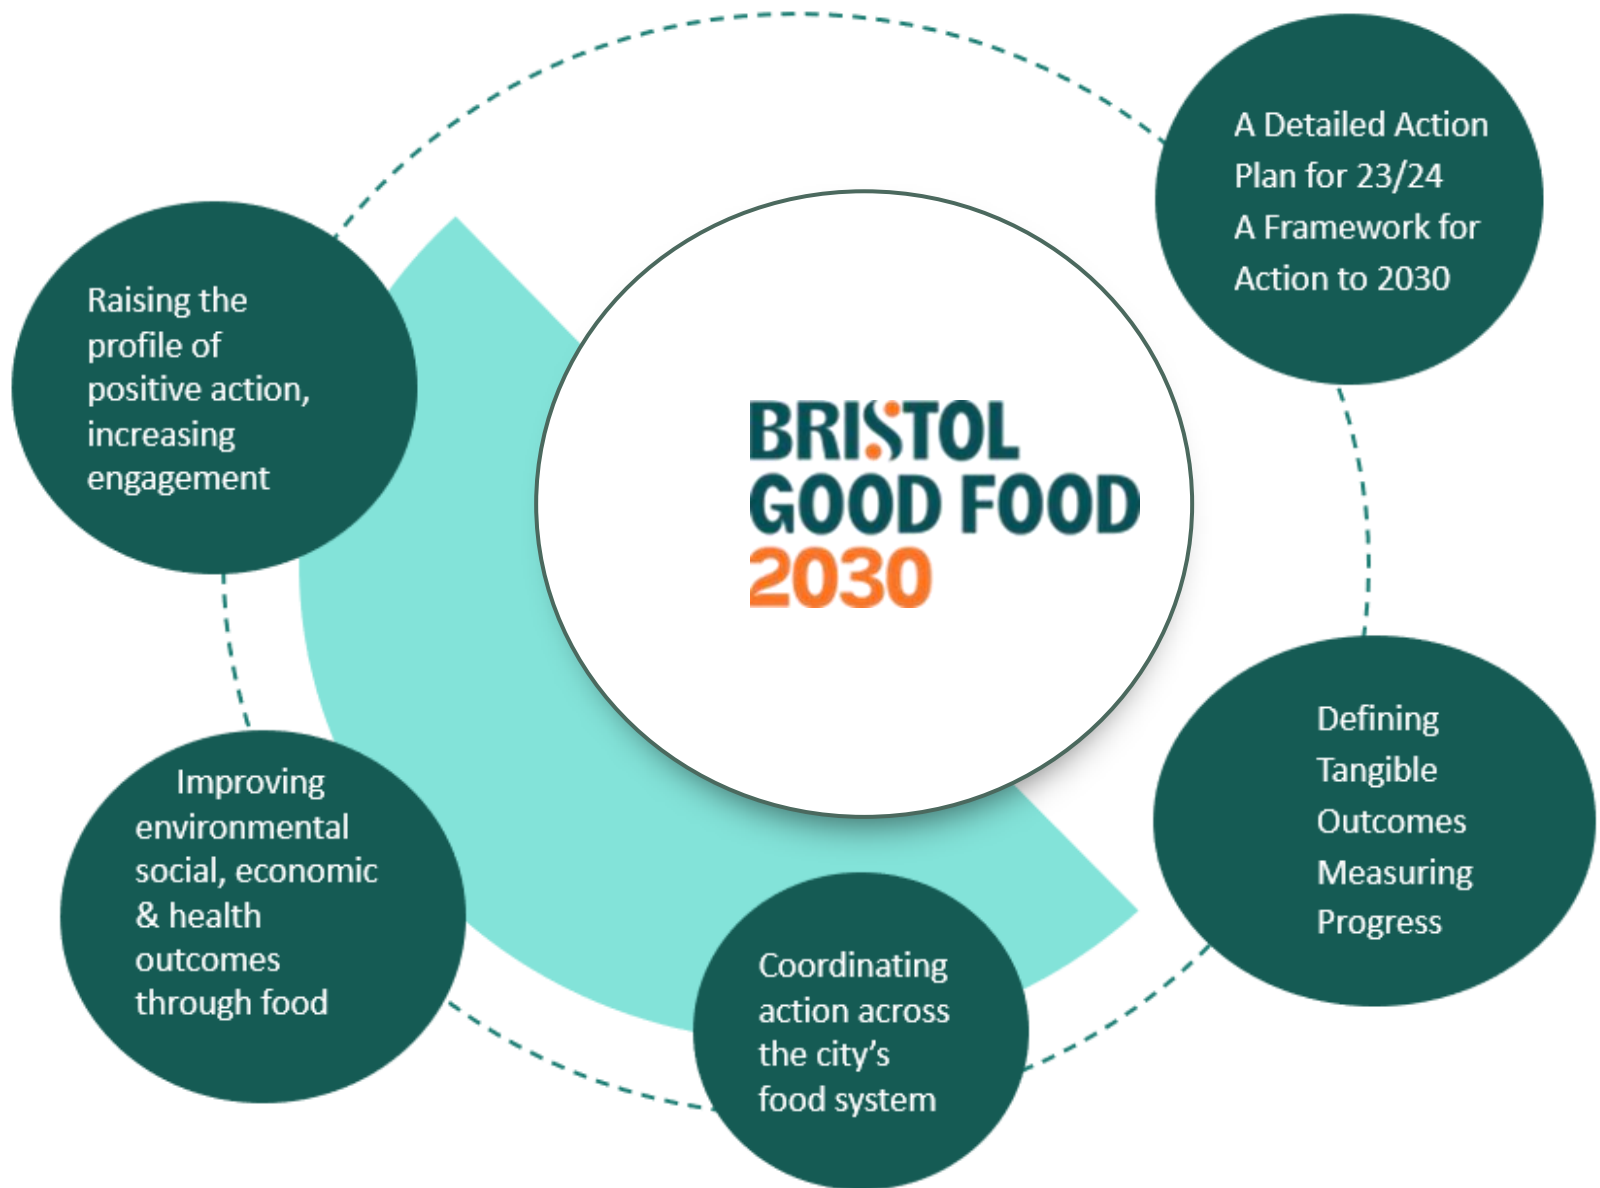 A Detailed Action
Plan for 23/24
A Framework for
Action to 2030
Raising the
profile of
positive action,
increasing
engagement
BRISTOL
GOOD FOOD
2030
Defining
Tangible
Outcomes
Measuring
Progress
Improving
environmental
social, economic
& health
outcomes
through food
Coordinating
action across
the city’s
food system